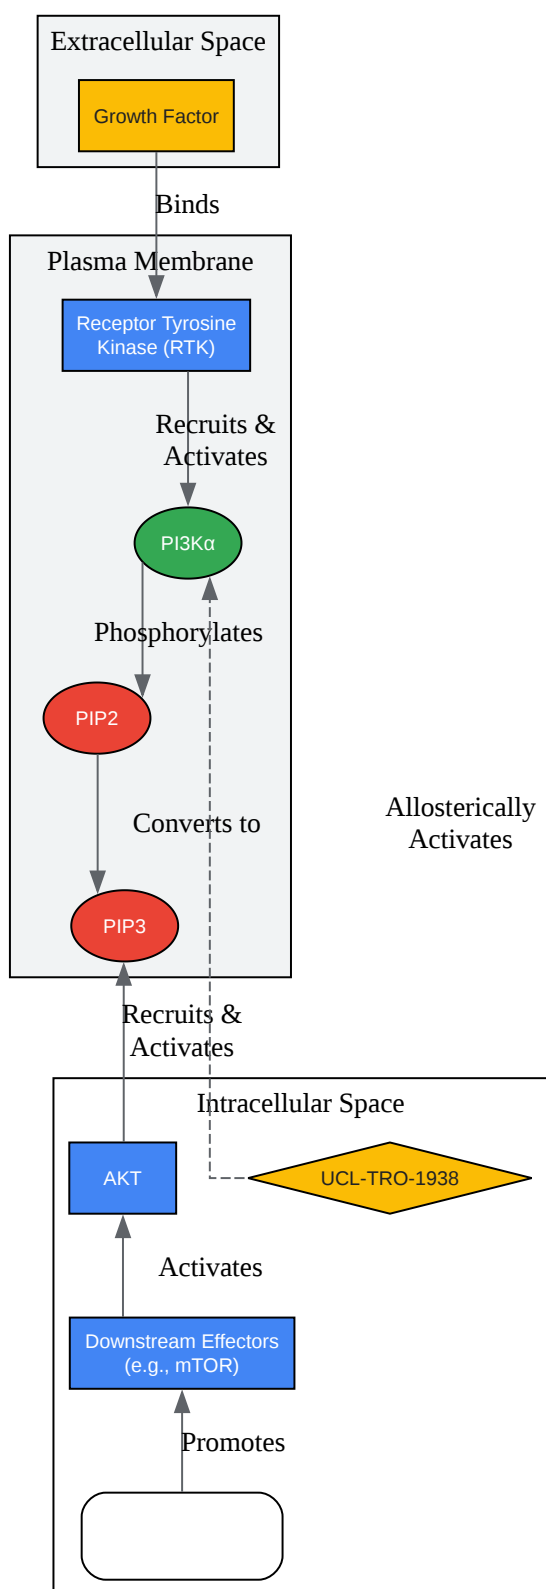 Extracellular Space
Growth Factor
Binds
Plasma Membrane
Receptor Tyrosine
Kinase (RTK)
Recruits &
Activates
PI3Kα
Phosphorylates
PIP2
Allosterically
Activates
Converts to
PIP3
Recruits &
Activates
Intracellular Space
AKT
UCL-TRO-1938
Activates
Downstream Effectors
(e.g., mTOR)
Promotes